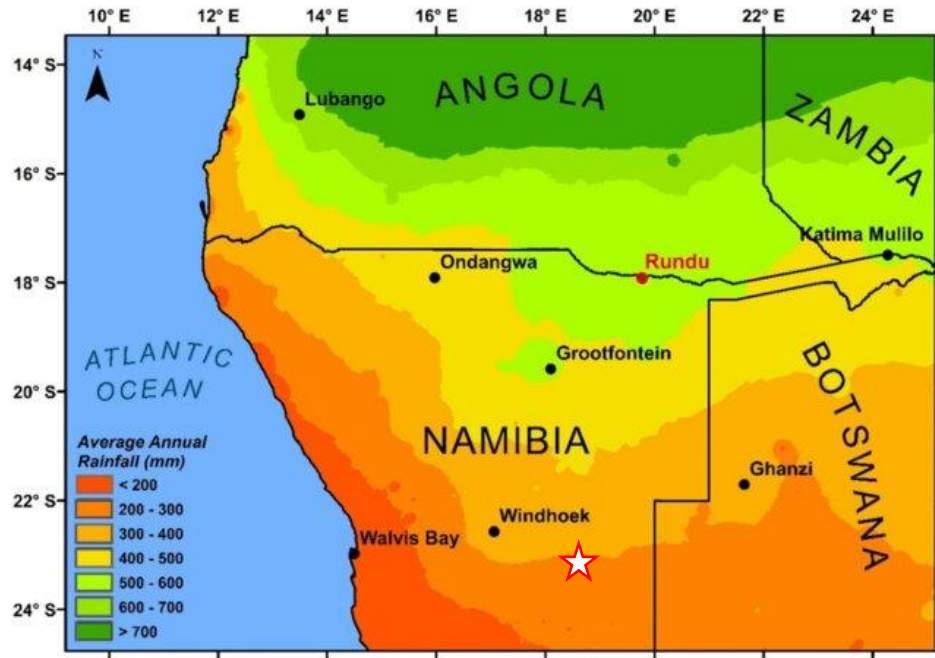 10° E 12° E 14° E 16° E 18° E 20° E 22° E 24° E
N
14° S
16° S
18° S
20° S
22° S
24° S
Lubango
ANGOLA
ZAMBIA
Katima Mulilo
Ondangwa
Rundu
ATLANTIC
OCEAN
Grootfontein
NAMIBIA
BOTSWANA
Ghanzi
Windhoek
Walvis Bay
Average Annual
Rainfall (mm)
< 200
200 - 300
300 - 400
400 - 500
500 - 600
600 - 700
> 700